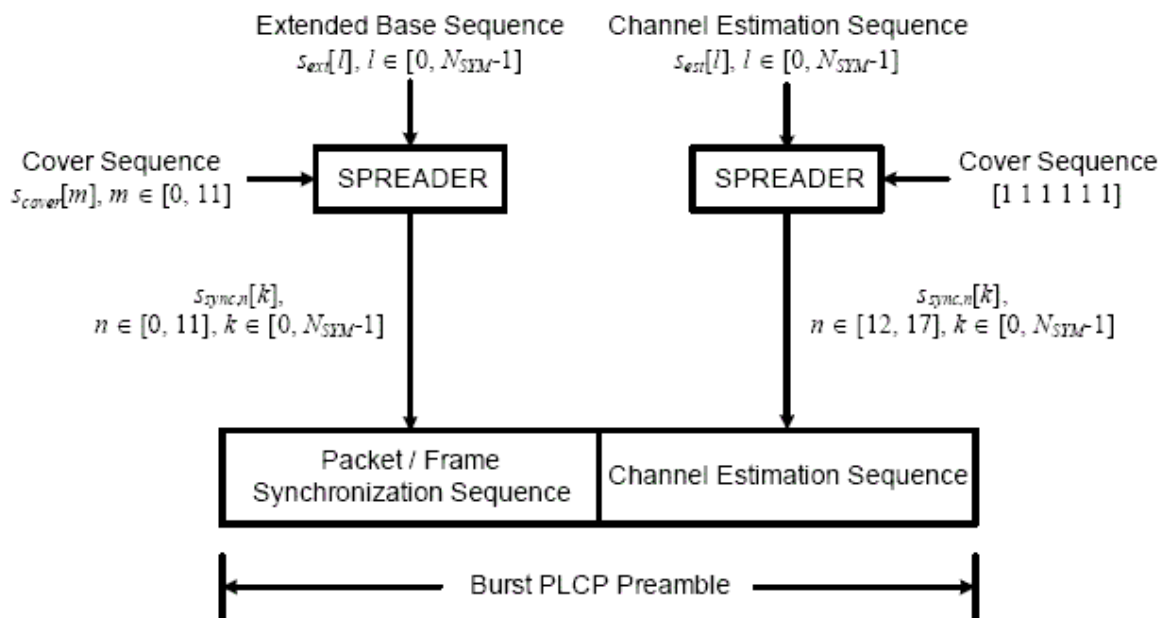 Extended Base Sequence
s_ext[l], l ∈ [0, N_SYM-1]
Channel Estimation Sequence
s_est[l], l ∈ [0, N_SYM-1]
Cover Sequence
s_cover[m], m ∈ [0, 11]
SPREADER
SPREADER
Cover Sequence
[1 1 1 1 1 1]
s_sync,n[k],
n ∈ [0, 11], k ∈ [0, N_SYM-1]
s_sync,n[k],
n ∈ [12, 17], k ∈ [0, N_SYM-1]
Packet / Frame
Synchronization Sequence
Channel Estimation Sequence
Burst PLCP Preamble